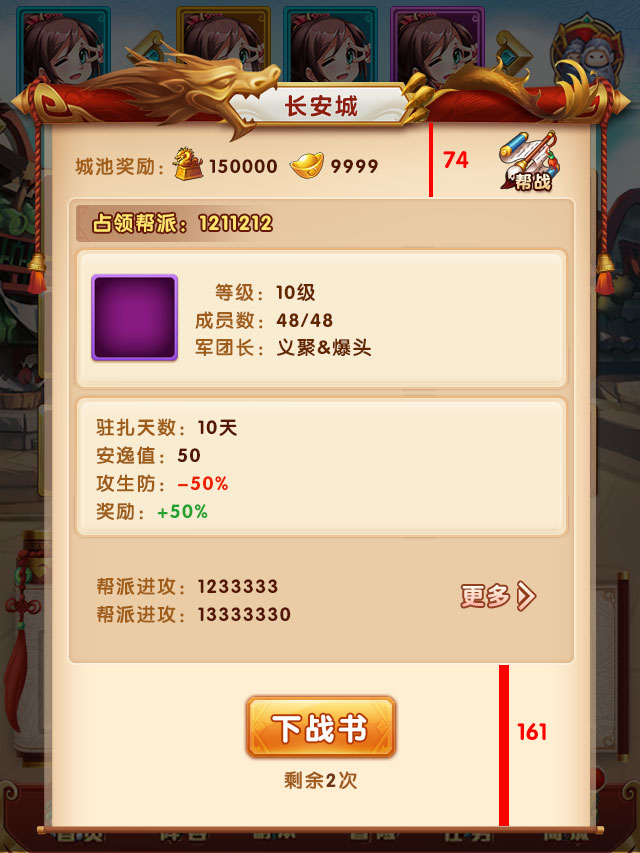 长安城
城池奖励: 150000 9999
74
帮战
占领帮派: 1211212
等级: 10级
成员数: 48/48
军团长: 义聚&爆头
驻扎天数: 10天
安逸值: 50
攻生防: -50%
奖励: +50%
帮派进攻: 1233333
帮派进攻: 13333330
更多
下战书
161
剩余2次